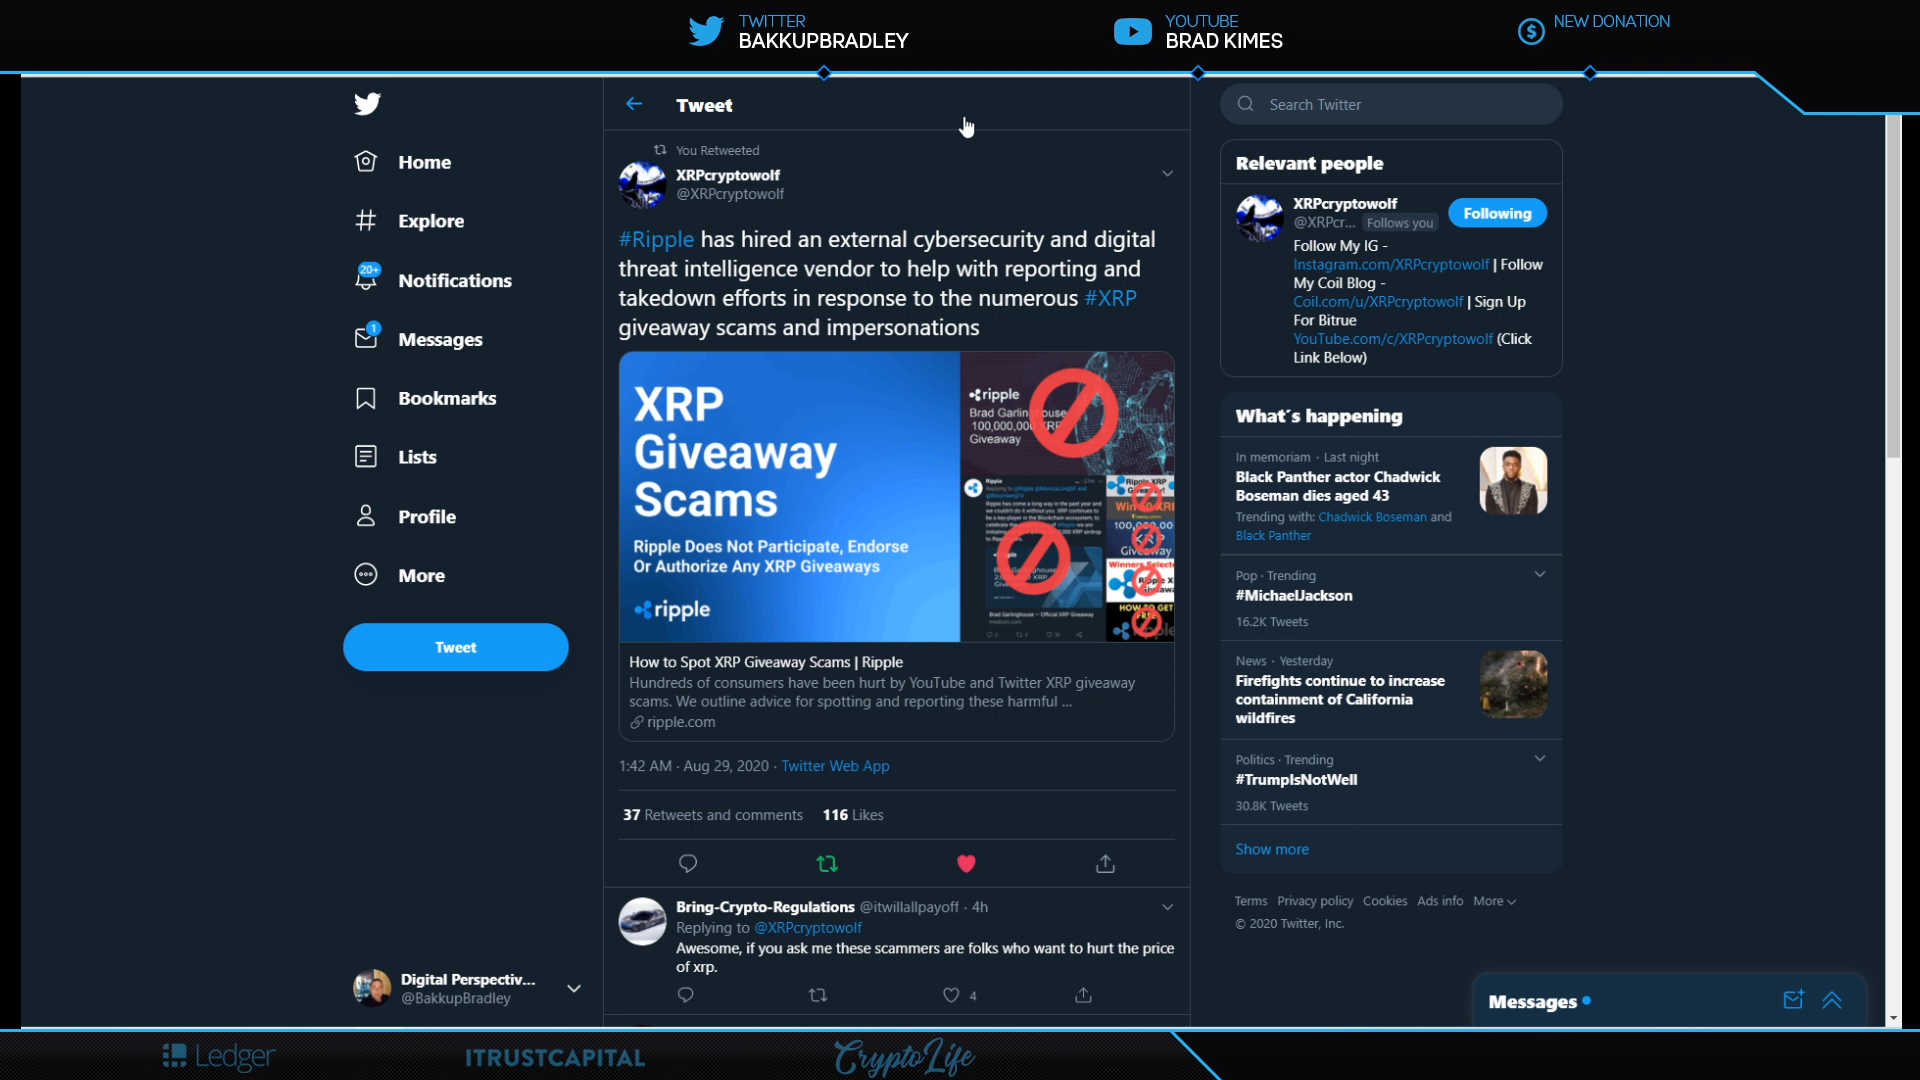 TWITTER
BAKKUPBRADLEY
YOUTUBE
BRAD KIMES
NEW DONATION
Tweet
Search Twitter
Home
Explore
20+
Notifications
1
Messages
Bookmarks
Lists
Profile
More
Tweet
Digital Perspectiv...
@BakkupBradley
You Retweeted
XRPcryptowolf
@XRPcryptowolf
#Ripple has hired an external cybersecurity and digital
threat intelligence vendor to help with reporting and
takedown efforts in response to the numerous #XRP
giveaway scams and impersonations
XRP
Giveaway
Scams
Ripple Does Not Participate, Endorse
Or Authorize Any XRP Giveaways
ripple
ripple
Brad Garlinghouse
100,000,000 XRP
Giveaway
How to Spot XRP Giveaway Scams | Ripple
Hundreds of consumers have been hurt by YouTube and Twitter XRP giveaway
scams. We outline advice for spotting and reporting these harmful ...
ripple.com
1:42 AM · Aug 29, 2020 · Twitter Web App
37 Retweets and comments 116 Likes
Bring-Crypto-Regulations @itwillallpayoff · 4h
Replying to @XRPcryptowolf
Awesome, if you ask me these scammers are folks who want to hurt the price
of xrp.
4
Relevant people
XRPcryptowolf
@XRPcr... Follows you
Following
Follow My IG -
Instagram.com/XRPcryptowolf | Follow
My Coil Blog -
Coil.com/u/XRPcryptowolf | Sign Up
For Bitrue
YouTube.com/c/XRPcryptowolf (Click
Link Below)
What's happening
In memoriam · Last night
Black Panther actor Chadwick
Boseman dies aged 43
Trending with: Chadwick Boseman and
Black Panther
Pop · Trending
#MichaelJackson
16.2K Tweets
News · Yesterday
Firefights continue to increase
containment of California
wildfires
Politics · Trending
#TrumpIsNotWell
30.8K Tweets
Show more
Terms Privacy policy Cookies Ads info More
© 2020 Twitter, Inc.
Messages
Ledger
ITRUSTCAPITAL
CryptoLife